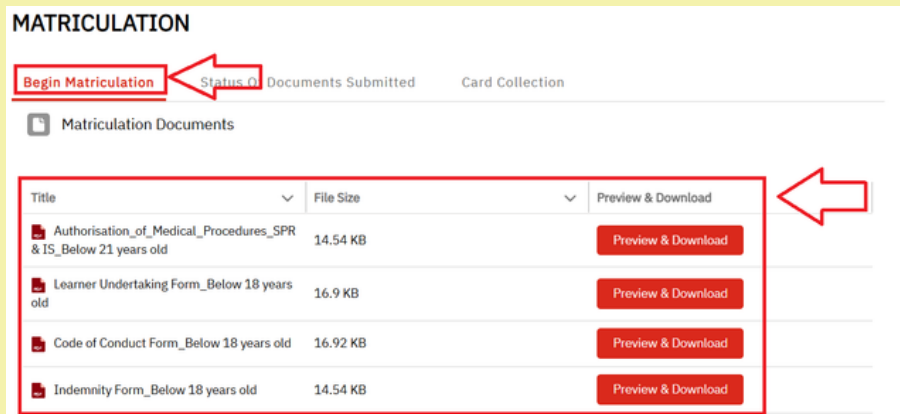 MATRICULATION
Begin Matriculation Status Of Documents Submitted Card Collection
Matriculation Documents
Title File Size Preview & Download
Authorisation_of_Medical_Procedures_SPR
& IS_Below 21 years old 14.54 KB Preview & Download
Learner Undertaking Form_Below 18 years
old 16.9 KB Preview & Download
Code of Conduct Form_Below 18 years old 16.92 KB Preview & Download
Indemnity Form_Below 18 years old 14.54 KB Preview & Download